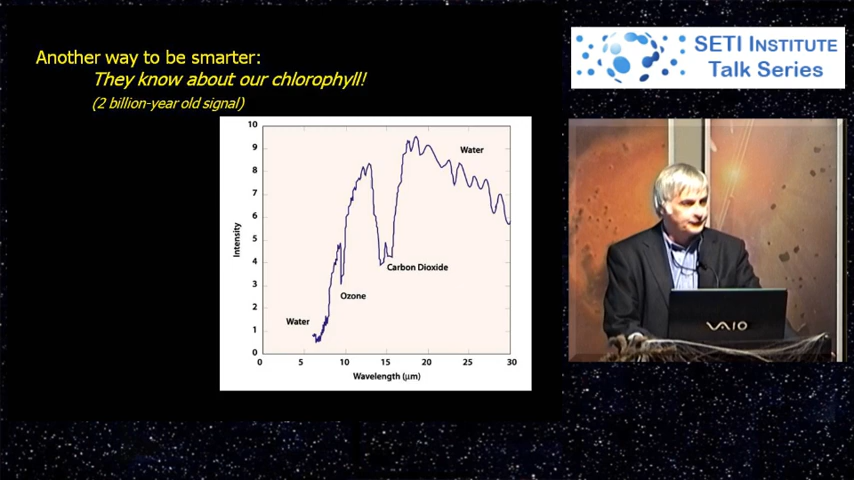 Another way to be smarter:
They know about our chlorophyll!
(2 billion-year old signal)
SETI INSTITUTE
Talk Series
10
9
8
7
6
5
4
3
2
1
0
Intensity
Water
Carbon Dioxide
Ozone
Water
0 5 10 15 20 25 30
Wavelength (μm)
VAIO